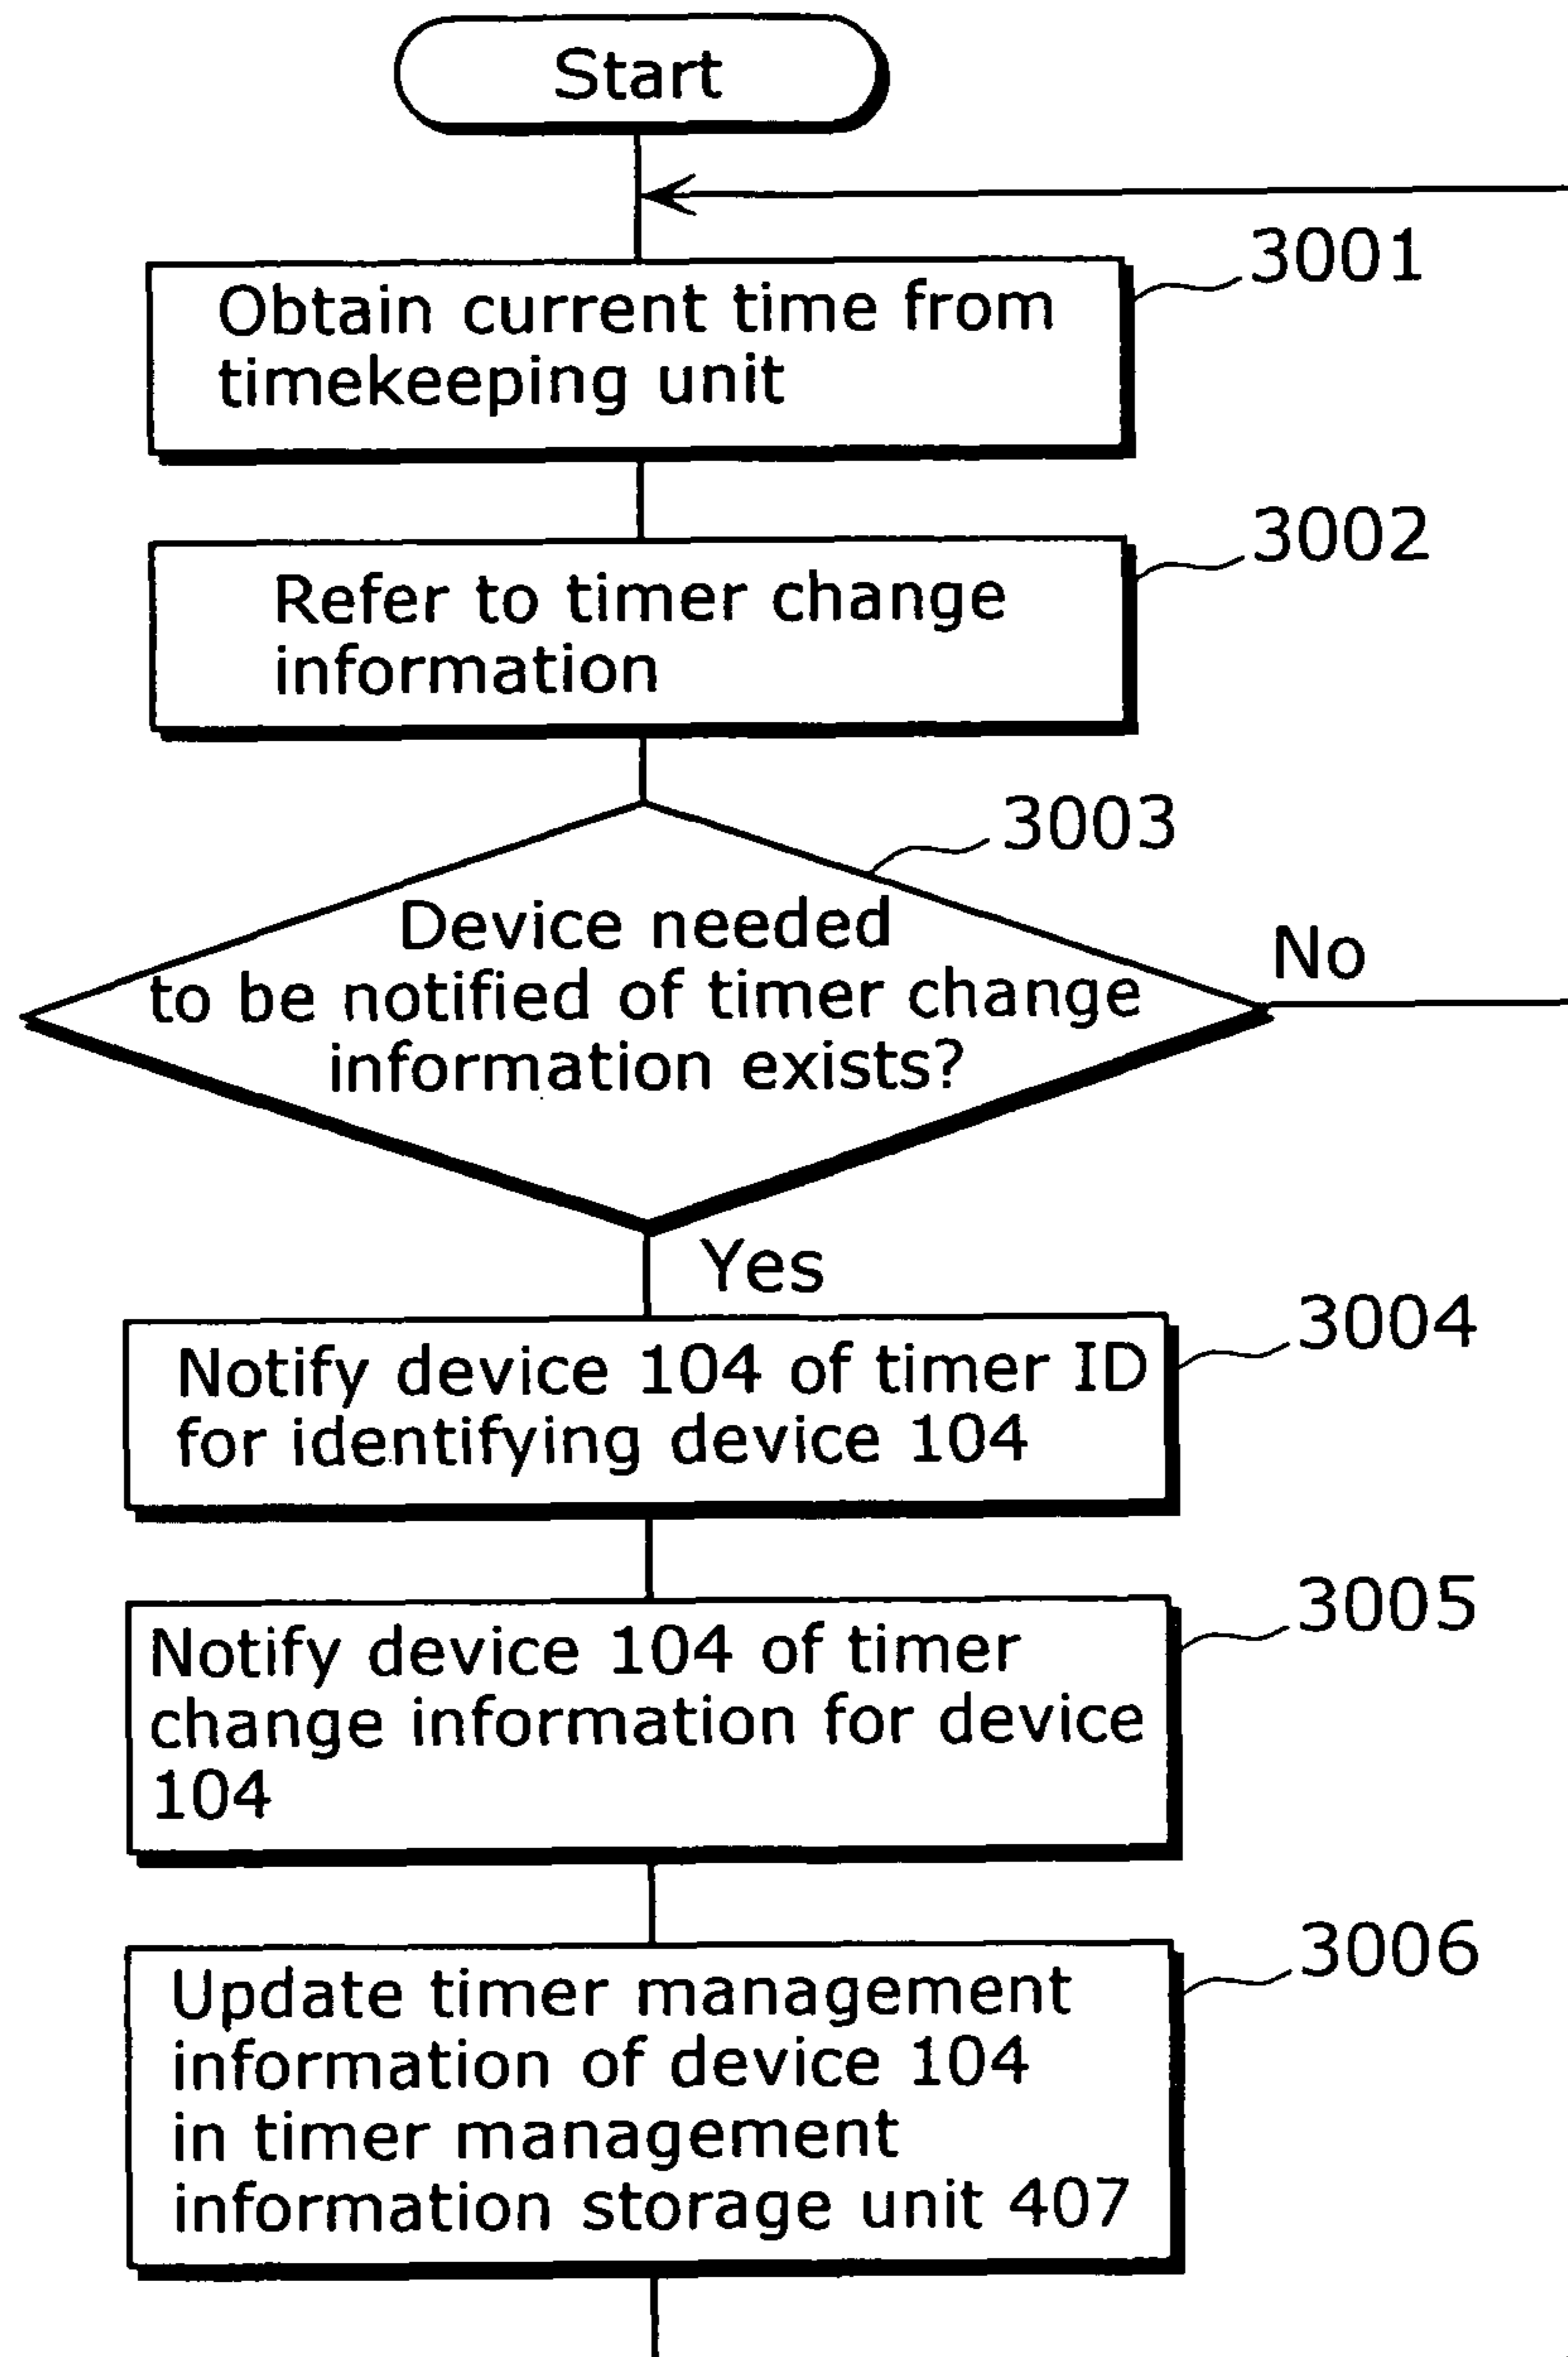 Start
3001
Obtain current time from
timekeeping unit
3002
Refer to timer change
information
3003
Device needed
to be notified of timer change
information exists?
No
Yes
3004
Notify device 104 of timer ID
for identifying device 104
3005
Notify device 104 of timer
change information for device
104
3006
Update timer management
information of device 104
in timer management
information storage unit 407